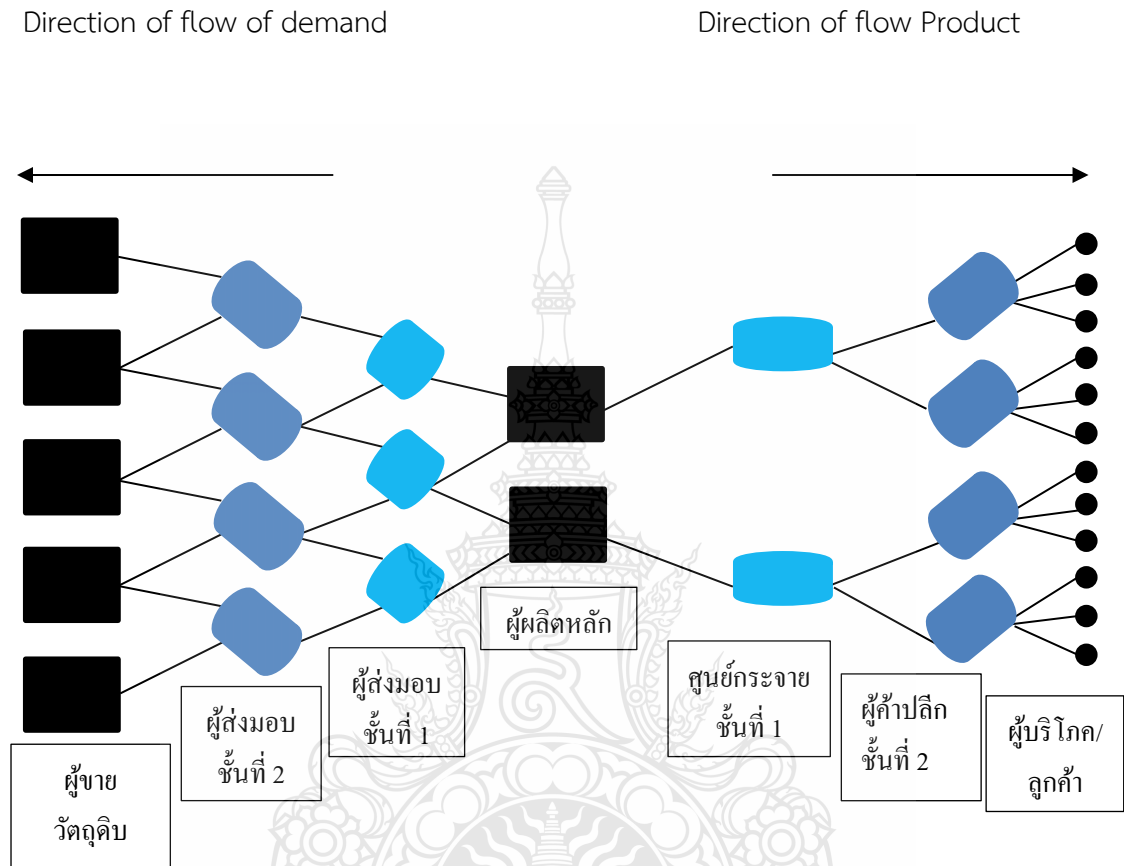 Direction of flow of demand
Direction of flow Product
ผู้ผลิตหลัก
ผู้ส่งมอบ
ชั้นที่ 1
ศูนย์กระจาย
ชั้นที่ 1
ผู้ส่งมอบ
ชั้นที่ 2
ผู้ค้าปลีก
ชั้นที่ 2
ผู้บริโภค/
ลูกค้า
ผู้ขาย
วัตถุดิบ